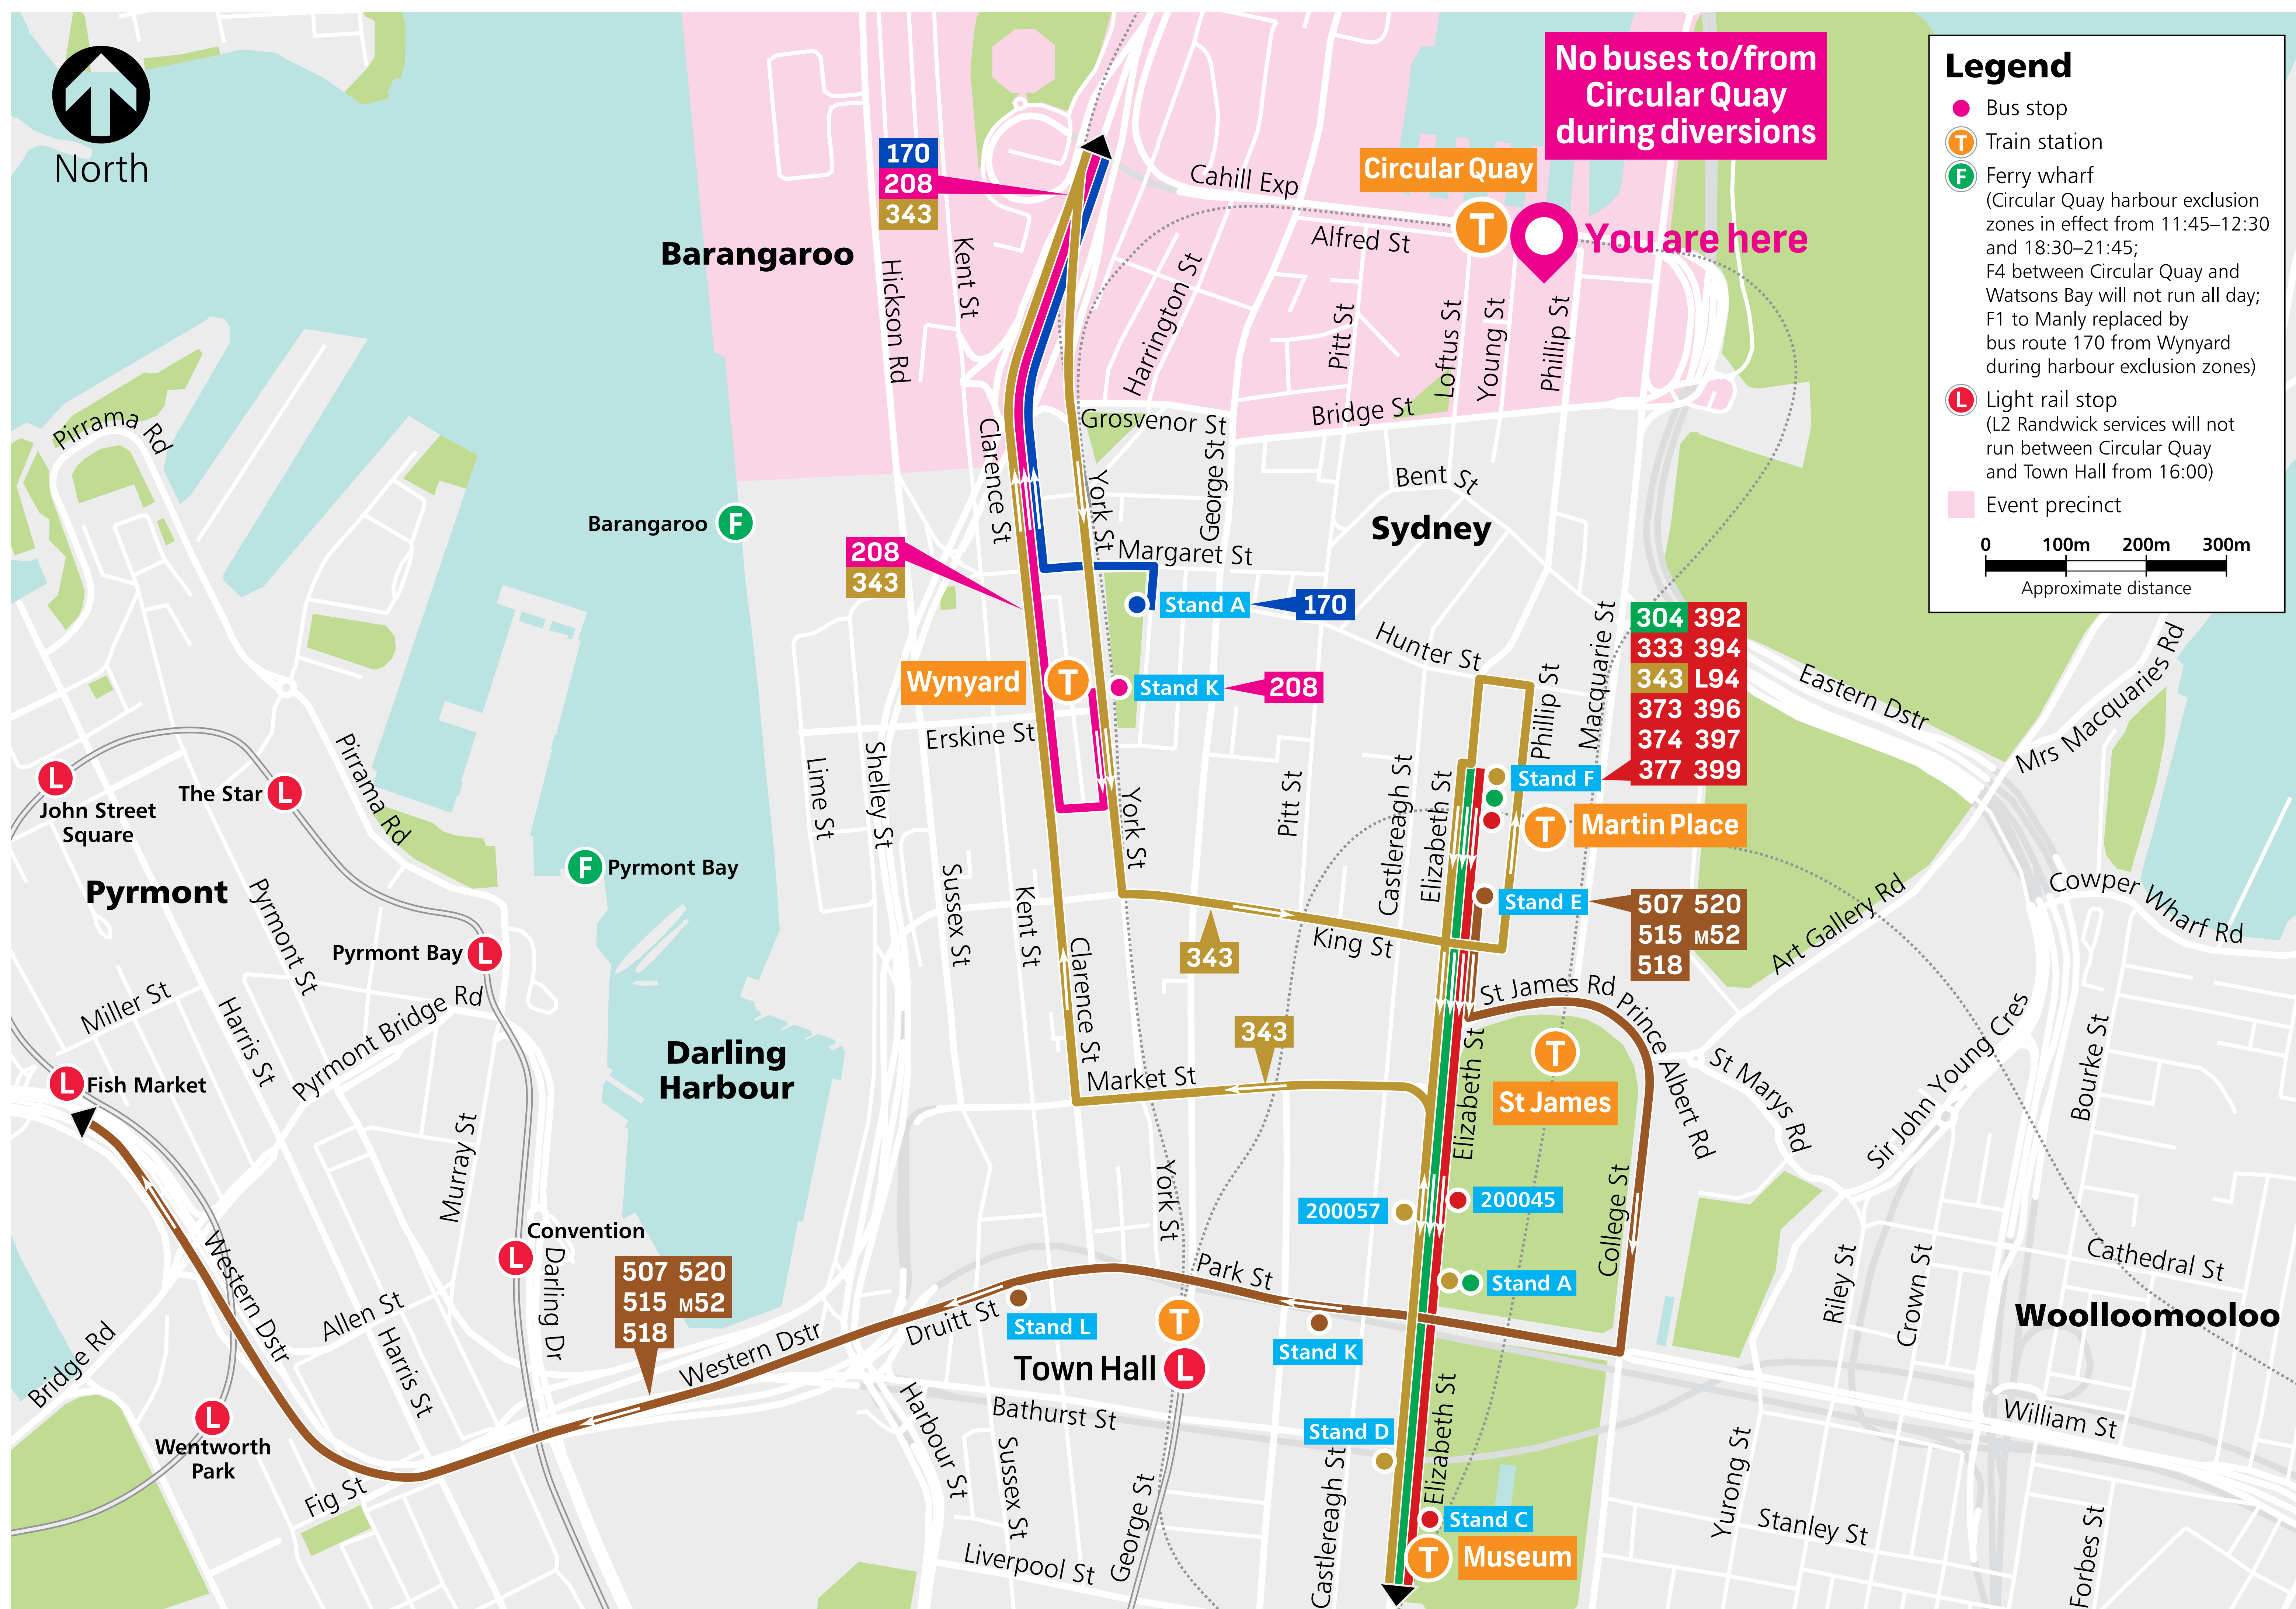 North
No buses to/from
Circular Quay
during diversions
Legend
Bus stop
T Train station
F Ferry wharf
(Circular Quay harbour exclusion
zones in effect from 11:45–12:30
and 18:30–21:45;
F4 between Circular Quay and
Watsons Bay will not run all day;
F1 to Manly replaced by
bus route 170 from Wynyard
during harbour exclusion zones)
L Light rail stop
(L2 Randwick services will not
run between Circular Quay
and Town Hall from 16:00)
Event precinct
0 100m 200m 300m
Approximate distance
170
208
343
Circular Quay
T
You are here
Cahill Exp
Alfred St
Barangaroo
Hickson Rd
Kent St
Harrington St
Pitt St
Loftus St
Young St
Phillip St
Grosvenor St
Bridge St
Pirrama Rd
Clarence St
York St
George St
Bent St
Sydney
Barangaroo F
208
343
Margaret St
Stand A
170
Hunter St
Phillip St
Macquarie St
304 392
333 394
343 L94
373 396
374 397
377 399
Eastern Dstr
Mrs Macquaries Rd
Wynyard
T
Stand K
208
Erskine St
L
John Street
Square
The Star L
Pirrama Rd
Lime St
Shelley St
York St
Pitt St
Castlereagh St
Elizabeth St
Stand F
T
Martin Place
F Pyrmont Bay
Pyrmont
Pyrmont St
Sussex St
Kent St
Stand E
507 520
515 M52
518
Art Gallery Rd
Cowper Wharf Rd
Pyrmont Bay L
343
King St
Clarence St
Miller St
Harris St
Pyrmont Bridge Rd
St James Rd
Prince Albert Rd
Darling
Harbour
343
Market St
Elizabeth St
T
St James
St Marys Rd
Sir John Young Cres
Bourke St
L Fish Market
Murray St
York St
200057
200045
College St
Convention
L
Darling Dr
Western Dstr
507 520
515 M52
518
Park St
Stand A
Riley St
Crown St
Cathedral St
Woolloomooloo
Allen St
Harris St
Bridge Rd
Western Dstr
Druitt St
Stand L
T
Town Hall L
Stand K
L
Wentworth
Park
Fig St
Harbour St
Bathurst St
Sussex St
George St
Stand D
Castlereagh St
Elizabeth St
William St
Yurong St
Stanley St
Forbes St
Liverpool St
Stand C
T
Museum